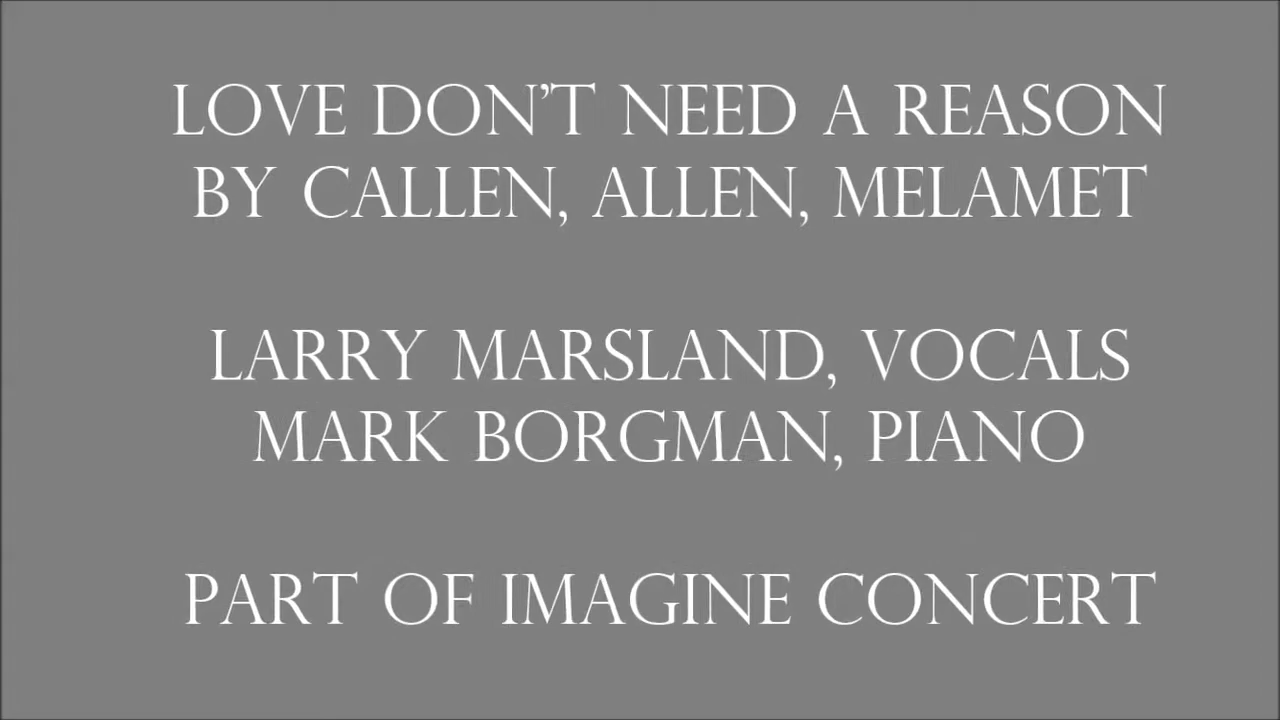 LOVE DON'T NEED A REASON
BY CALLEN, ALLEN, MELAMET
LARRY MARSLAND, VOCALS
MARK BORGMAN, PIANO
PART OF IMAGINE CONCERT